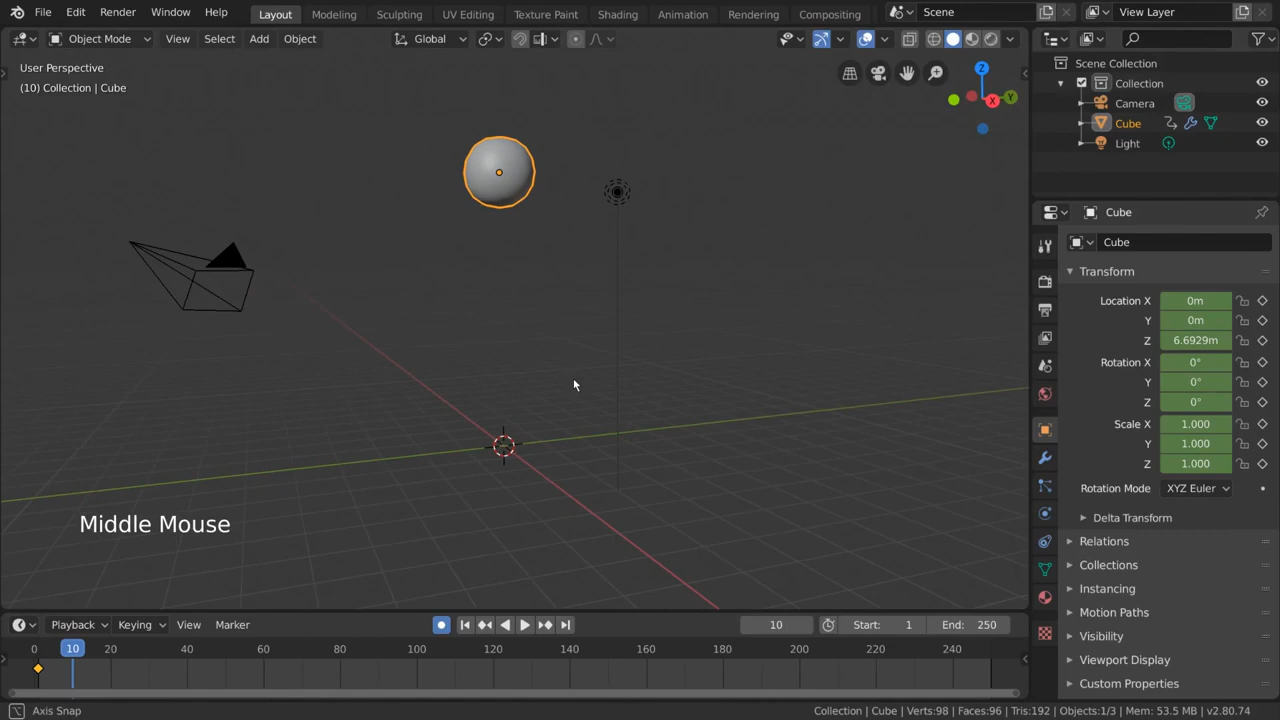 File Edit Render Window Help Layout Modeling Sculpting UV Editing Texture Paint Shading Animation Rendering Compositing Scene View Layer
Object Mode View Select Add Object Global
User Perspective
(10) Collection | Cube
Z
X
Y
Middle Mouse
Scene Collection
Collection
Camera
Cube
Light
Cube
Cube
Transform
Location X 0m
Y 0m
Z 6.6929m
Rotation X 0°
Y 0°
Z 0°
Scale X 1.000
Y 1.000
Z 1.000
Rotation Mode XYZ Euler
Delta Transform
Relations
Collections
Instancing
Motion Paths
Visibility
Viewport Display
Custom Properties
Playback Keying View Marker 10 Start: 1 End: 250
0 10 20 40 60 80 100 120 140 160 180 200 220 240
Axis Snap Collection | Cube | Verts:98 | Faces:96 | Tris:192 | Objects:1/3 | Mem: 53.5 MB | v2.80.74